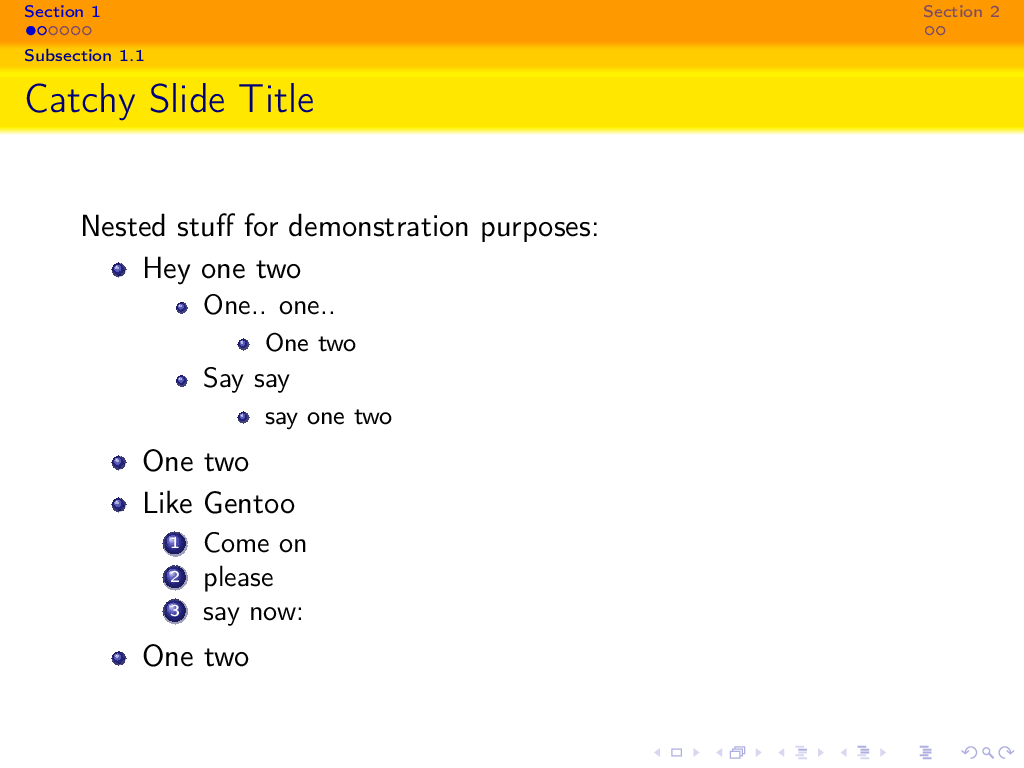 Section 1
Section 2
Subsection 1.1
Catchy Slide Title
Nested stuff for demonstration purposes:
Hey one two
One.. one..
One two
Say say
say one two
One two
Like Gentoo
1 Come on
2 please
3 say now:
One two